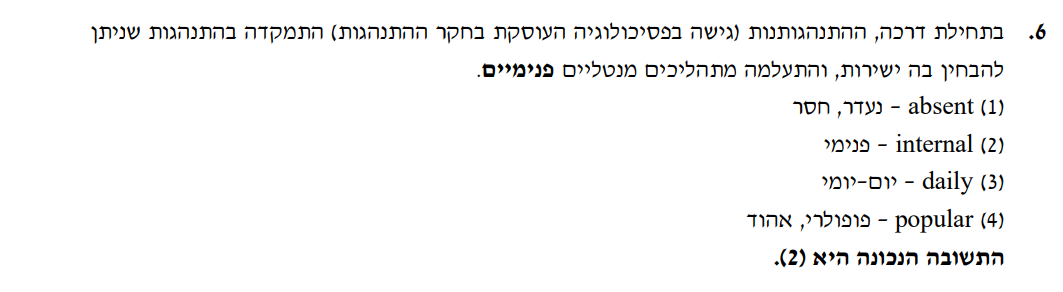 6. בתחילת דרכה, ההתנהגותנות (גישה בפסיכולוגיה העוסקת בחקר ההתנהגות) התמקדה בהתנהגות שניתן
להבחין בה ישירות, והתעלמה מתהליכים מנטליים פנימיים.
(1) absent – נעדר, חסר
(2) internal – פנימי
(3) daily – יום-יומי
(4) popular – פופולרי, אהוד
התשובה הנכונה היא (2).